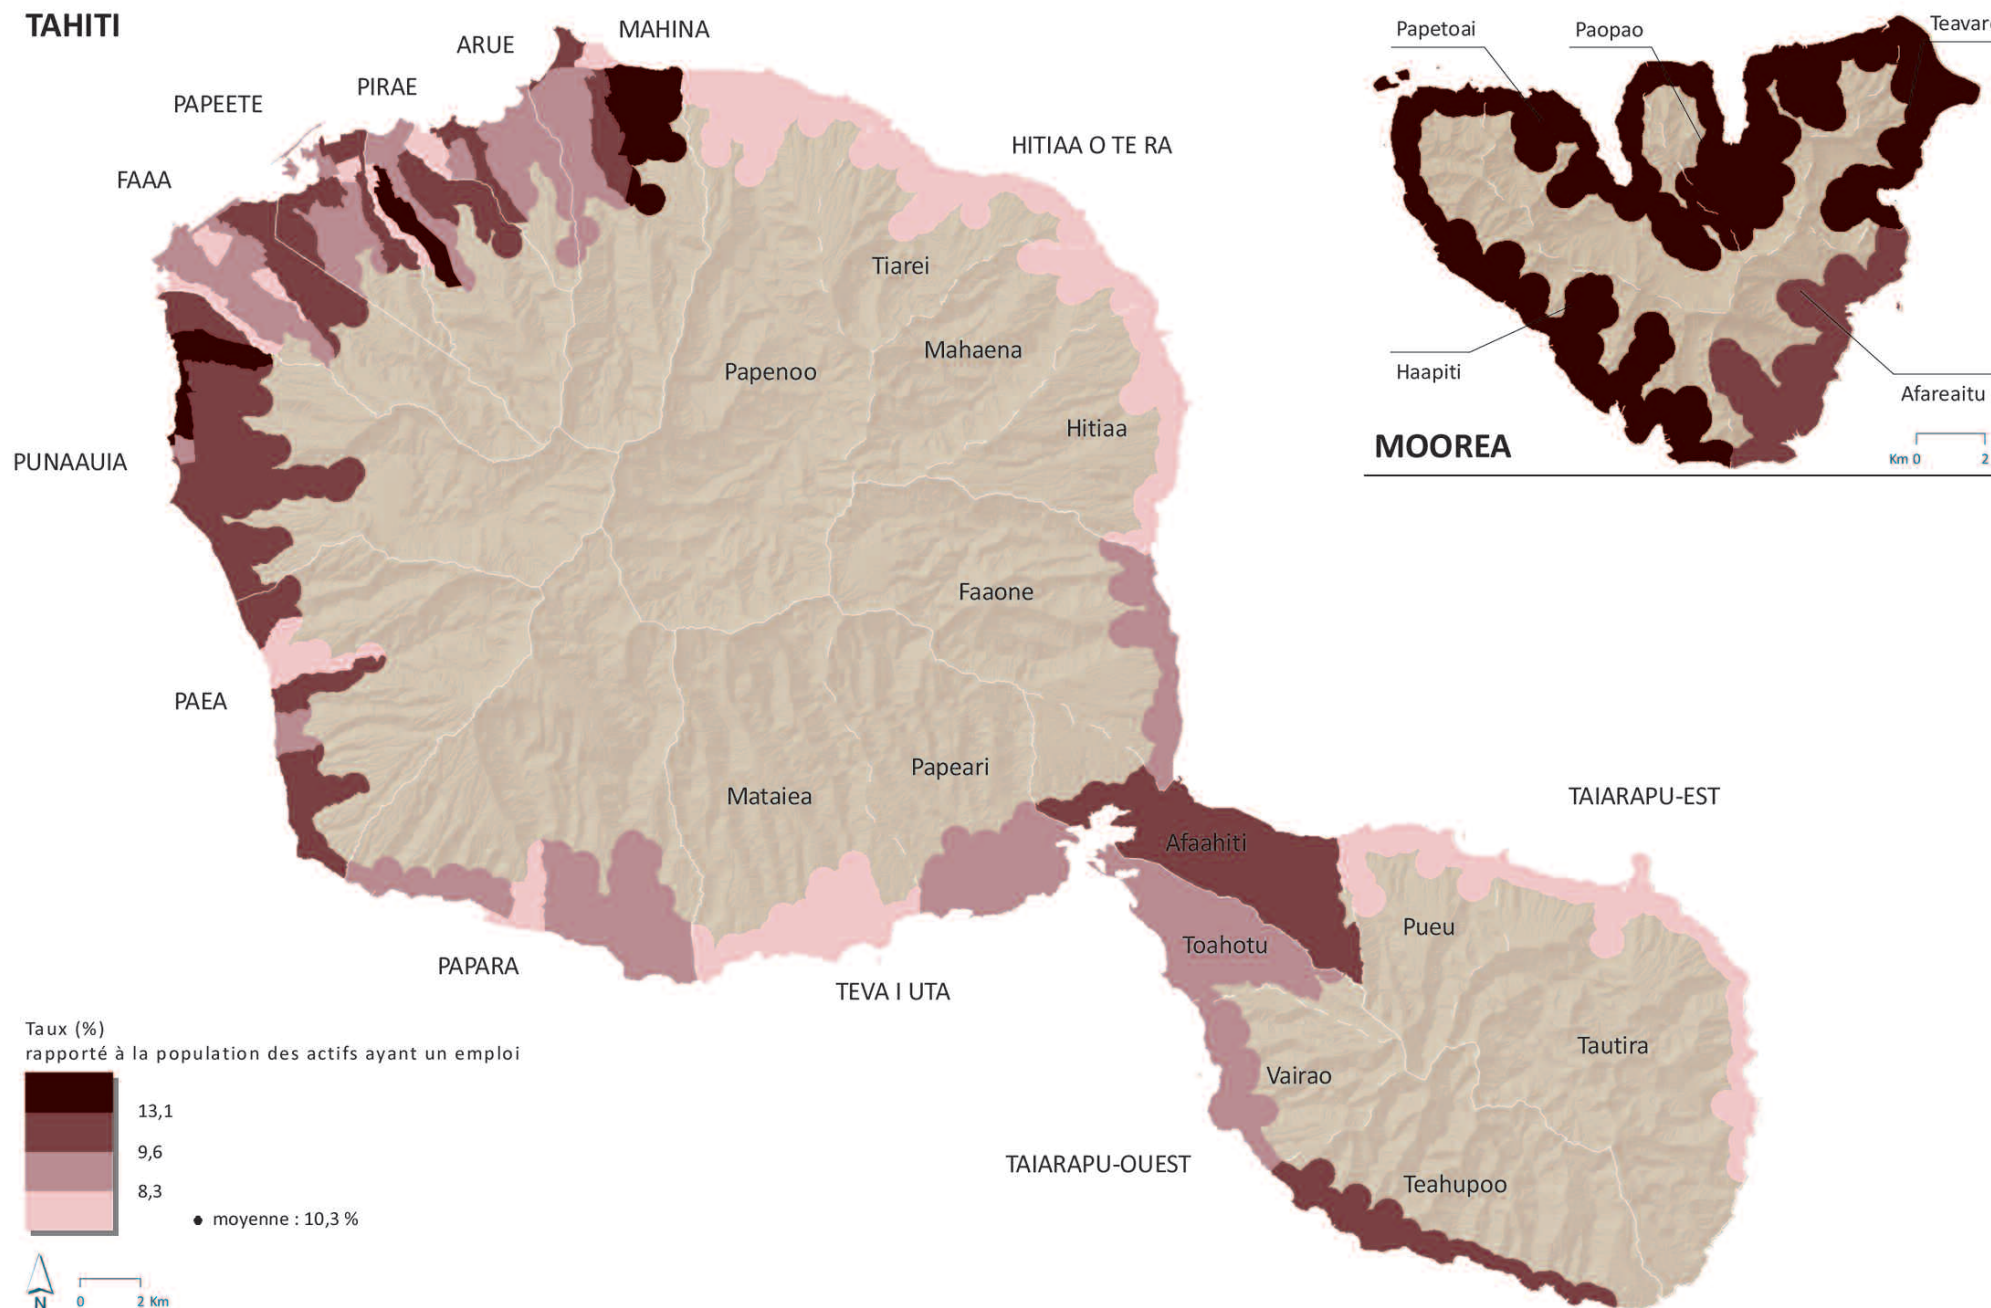 TAHITI
MAHINA
ARUE
PIRAE
PAPEETE
FAAA
HITIAA O TE RA
Papetoai
Paopao
Teavaro
Haapiti
Afareaitu
MOOREA
Km 0 2
Tiarei
Mahaena
Papenoo
Hitiaa
PUNAAUIA
Faaone
PAEA
Papeari
Mataiea
TAIARAPU-EST
Afaahiti
Pueu
Toahotu
PAPARA
TEVA I UTA
Tautira
Vairao
TAIARAPU-OUEST
Teahupoo
Taux (%)
rapporté à la population des actifs ayant un emploi
13,1
9,6
8,3
moyenne : 10,3 %
N
0 2 Km